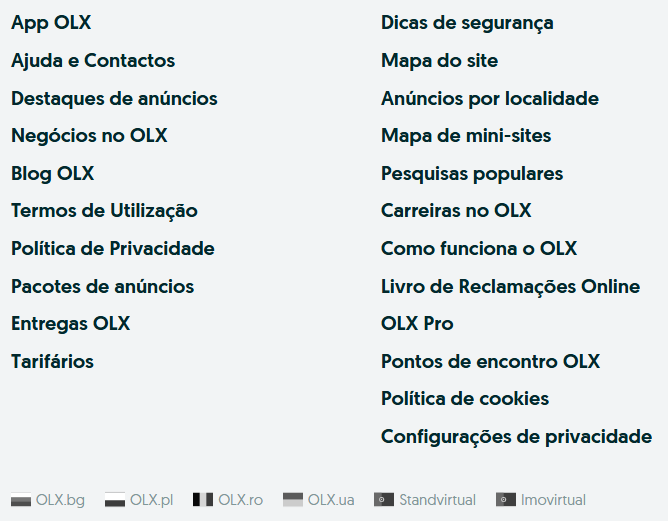 App OLX
Ajuda e Contactos
Destaques de anúncios
Negócios no OLX
Blog OLX
Termos de Utilização
Política de Privacidade
Pacotes de anúncios
Entregas OLX
Tarifários
Dicas de segurança
Mapa do site
Anúncios por localidade
Mapa de mini-sites
Pesquisas populares
Carreiras no OLX
Como funciona o OLX
Livro de Reclamações Online
OLX Pro
Pontos de encontro OLX
Política de cookies
Configurações de privacidade
OLX.bg OLX.pl OLX.ro OLX.ua Standvirtual Imovirtual